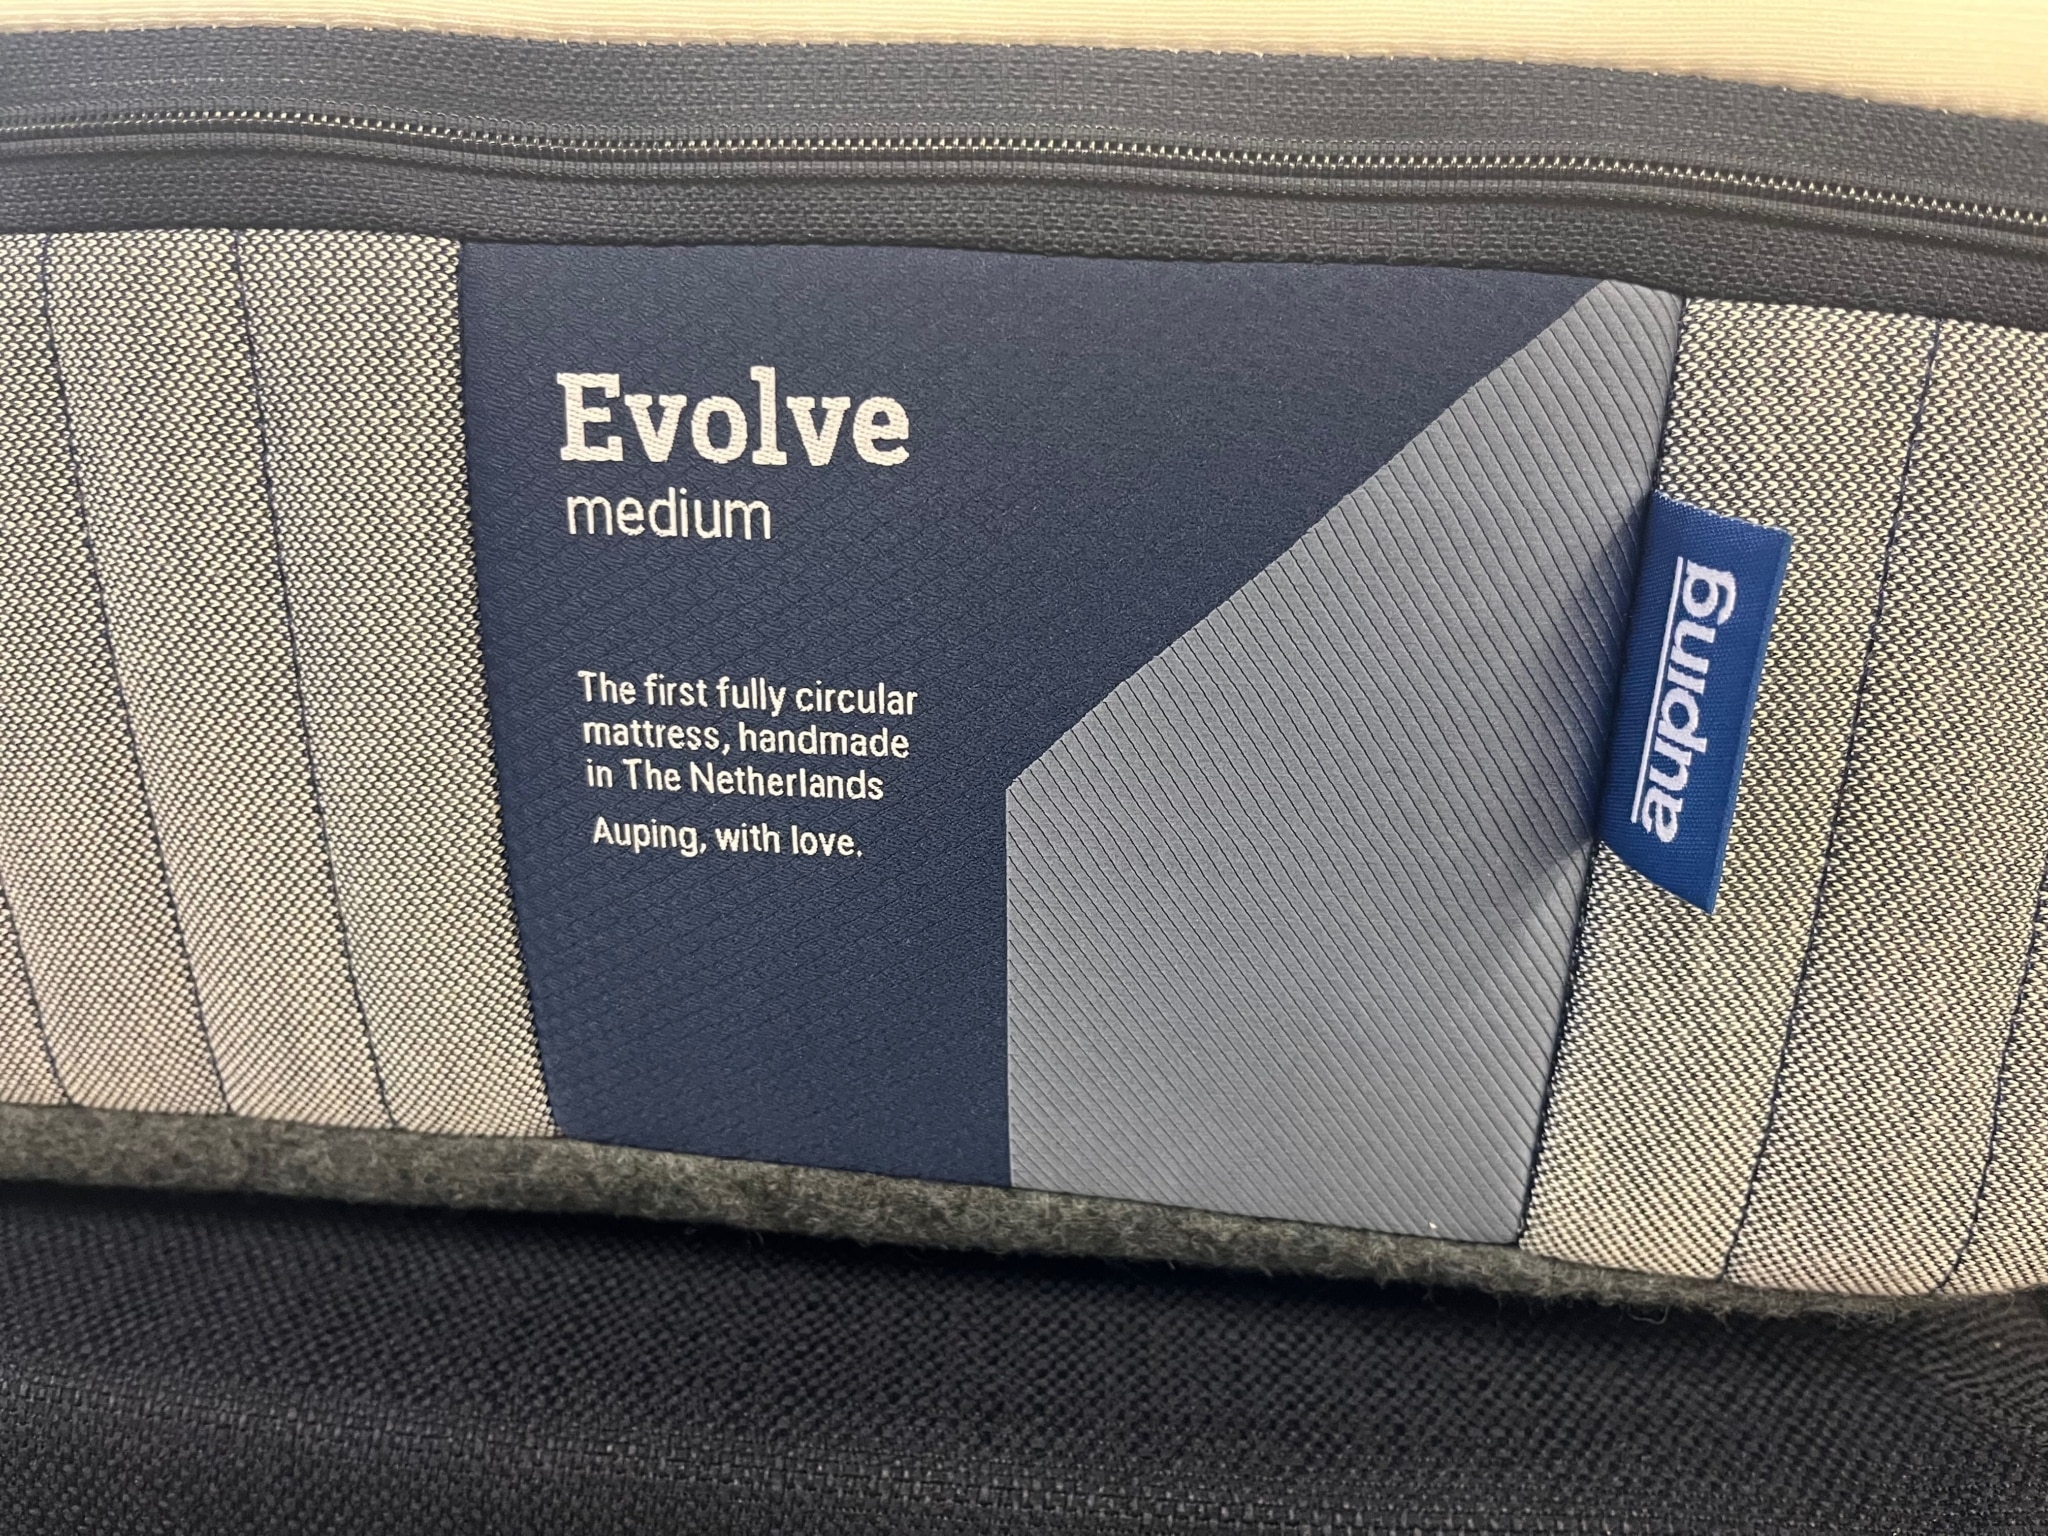 Evolve
medium
The first fully circular
mattress, handmade
in The Netherlands
Auping, with love.
auping